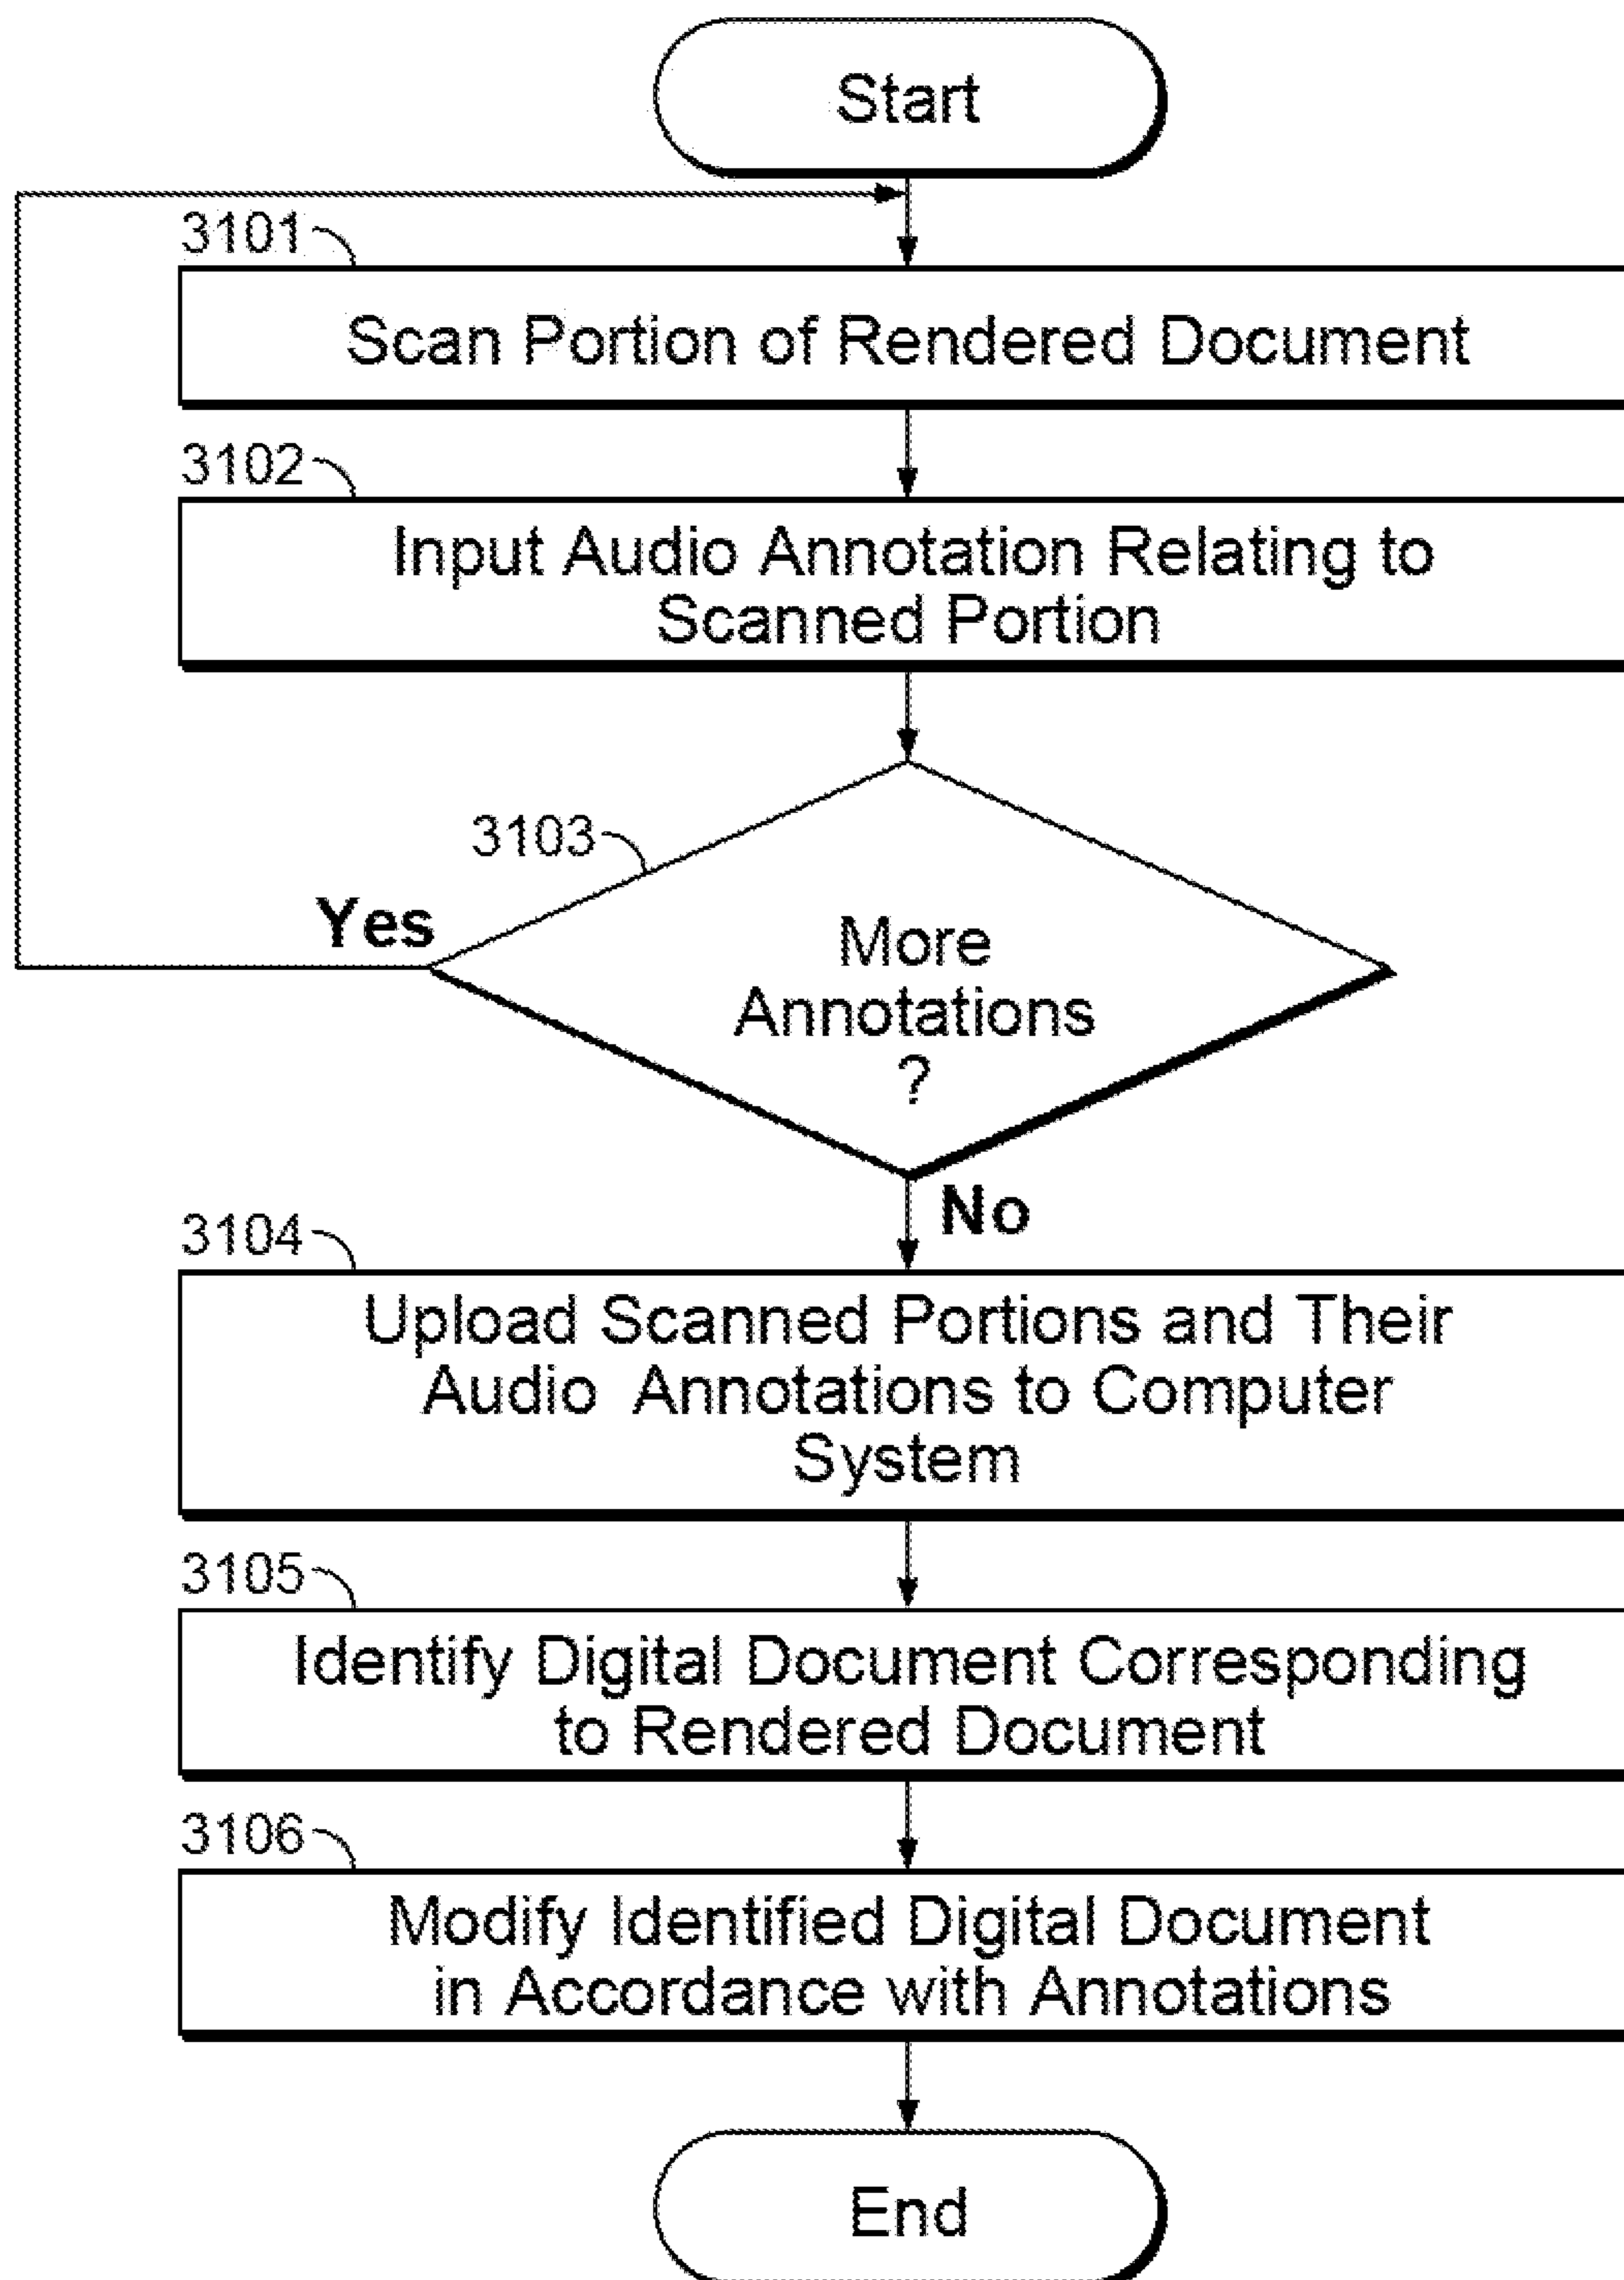 Start
3101
Scan Portion of Rendered Document
3102
Input Audio Annotation Relating to
Scanned Portion
3103
Yes
More
Annotations
?
No
3104
Upload Scanned Portions and Their
Audio Annotations to Computer
System
3105
Identify Digital Document Corresponding
to Rendered Document
3106
Modify Identified Digital Document
in Accordance with Annotations
End